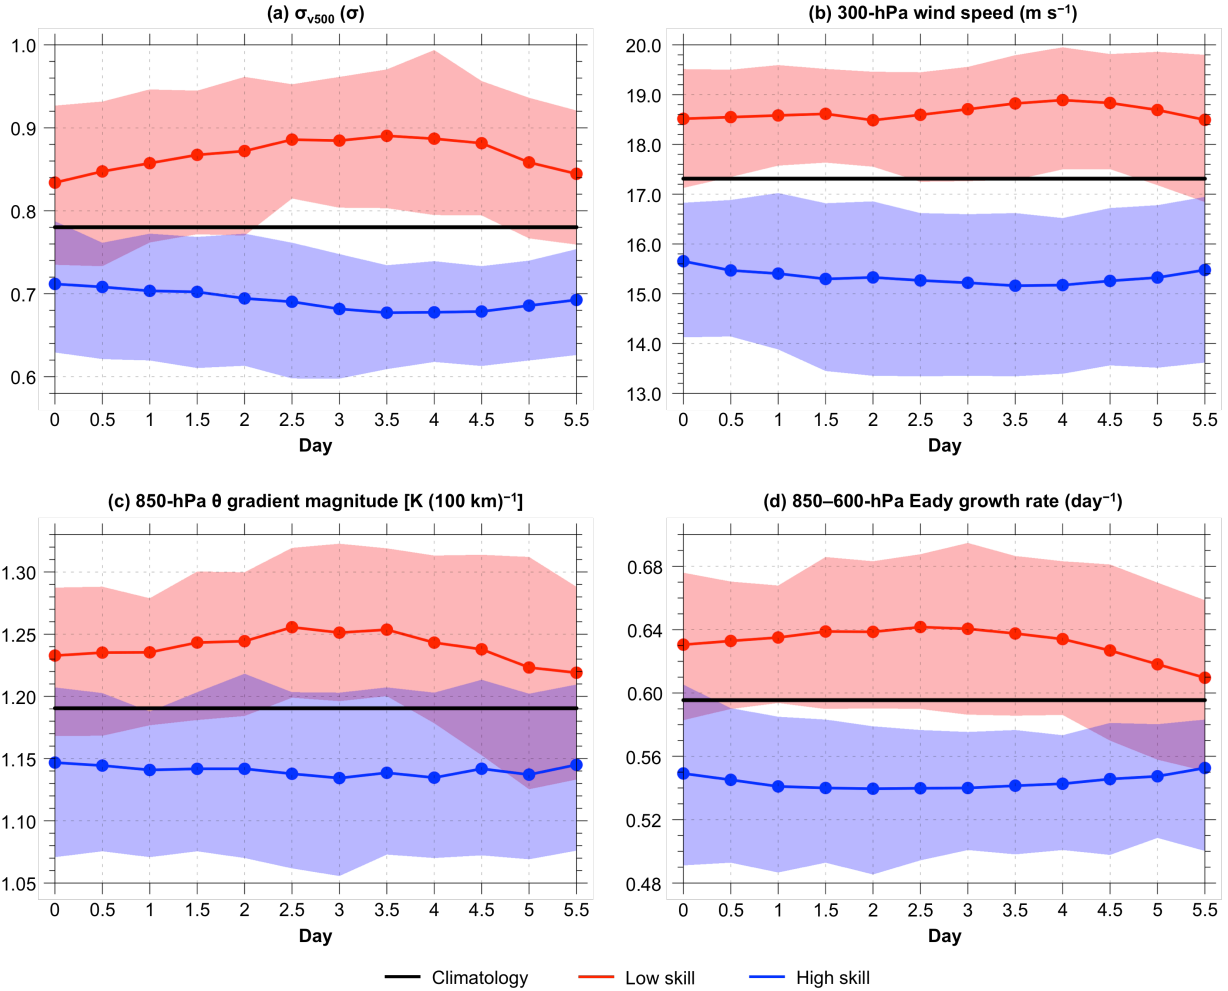 (a) σv500 (σ)
1.0
0.9
0.8
0.7
0.6
0 0.5 1 1.5 2 2.5 3 3.5 4 4.5 5 5.5
Day
(b) 300-hPa wind speed (m s−1)
20.0
19.0
18.0
17.0
16.0
15.0
14.0
13.0
0 0.5 1 1.5 2 2.5 3 3.5 4 4.5 5 5.5
Day
(c) 850-hPa θ gradient magnitude [K (100 km)−1]
1.30
1.25
1.20
1.15
1.10
1.05
0 0.5 1 1.5 2 2.5 3 3.5 4 4.5 5 5.5
Day
(d) 850–600-hPa Eady growth rate (day−1)
0.68
0.64
0.60
0.56
0.52
0.48
0 0.5 1 1.5 2 2.5 3 3.5 4 4.5 5 5.5
Day
Climatology Low skill High skill